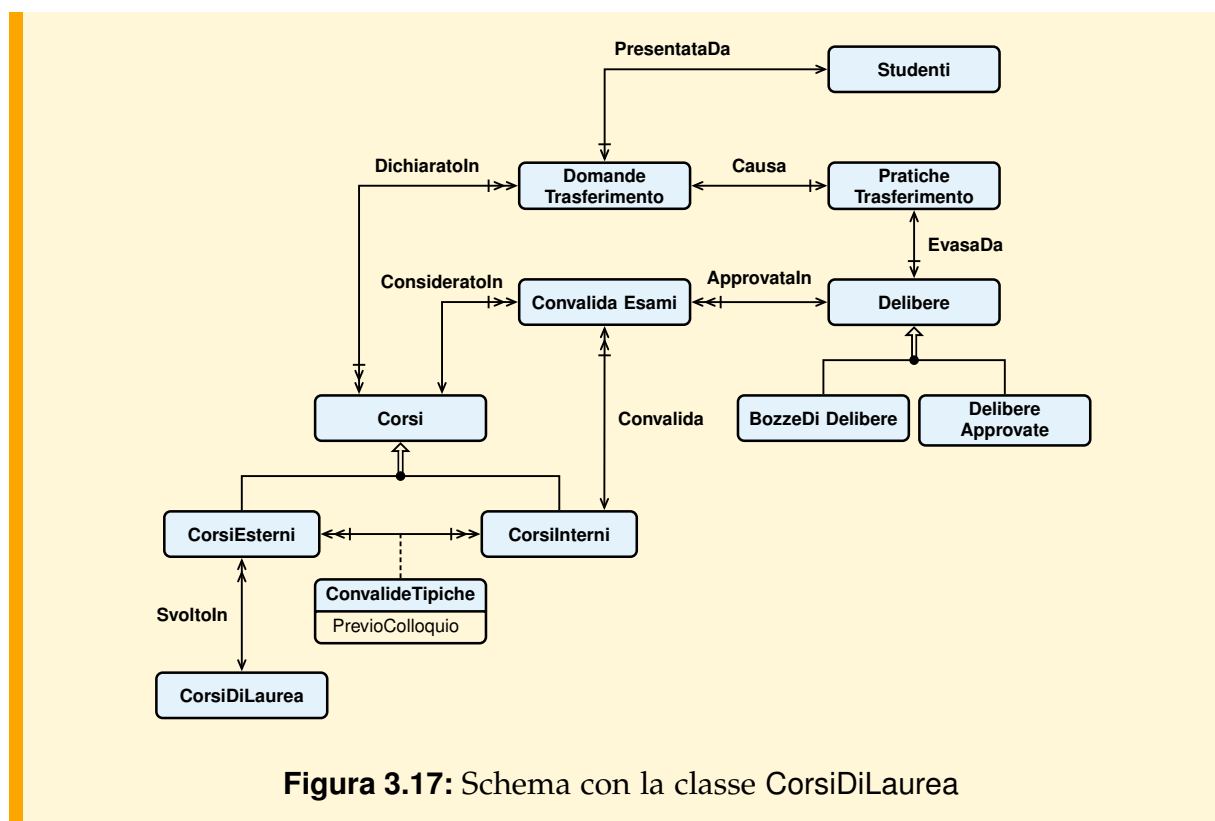 PresentataDa
Studenti
DichiaratoIn
Domande
Trasferimento
Causa
Pratiche
Trasferimento
EvasaDa
ConsideratoIn
Convalida Esami
ApprovataIn
Delibere
Corsi
Convalida
BozzeDi Delibere
Delibere
Approvate
CorsiEsterni
CorsiInterni
ConvalideTipiche
PrevioColloquio
SvoltoIn
CorsiDiLaurea
Figura 3.17: Schema con la classe CorsiDiLaurea